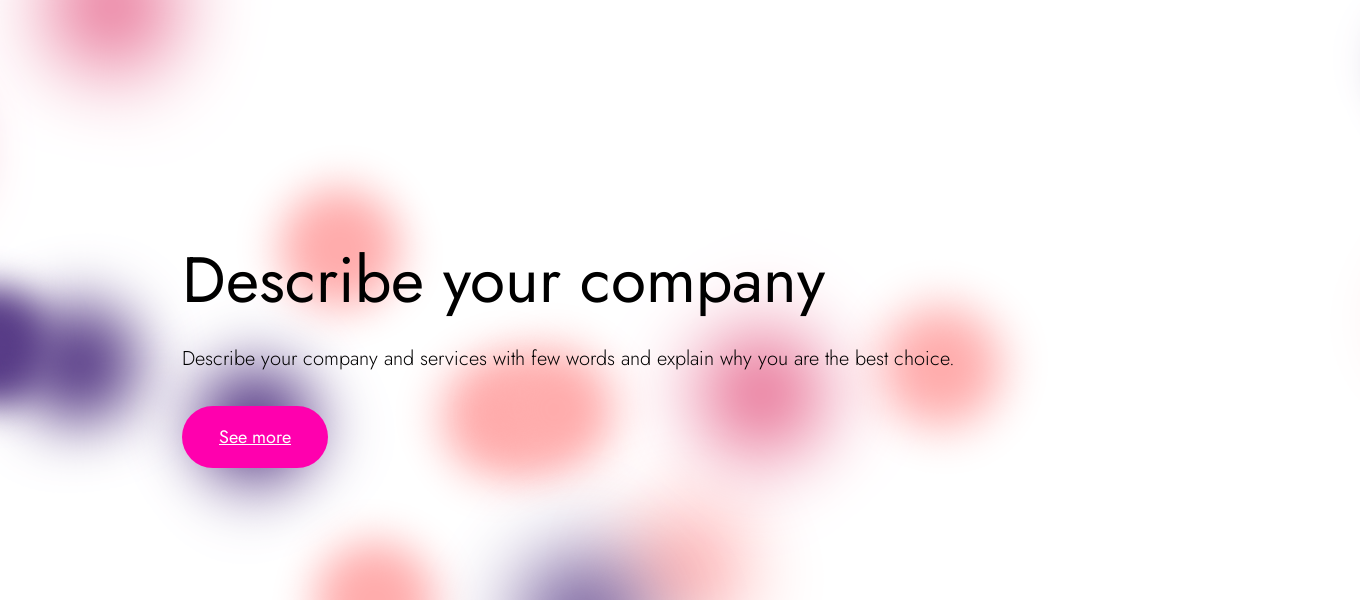 Describe your company
Describe your company and services with few words and explain why you are the best choice.
See more